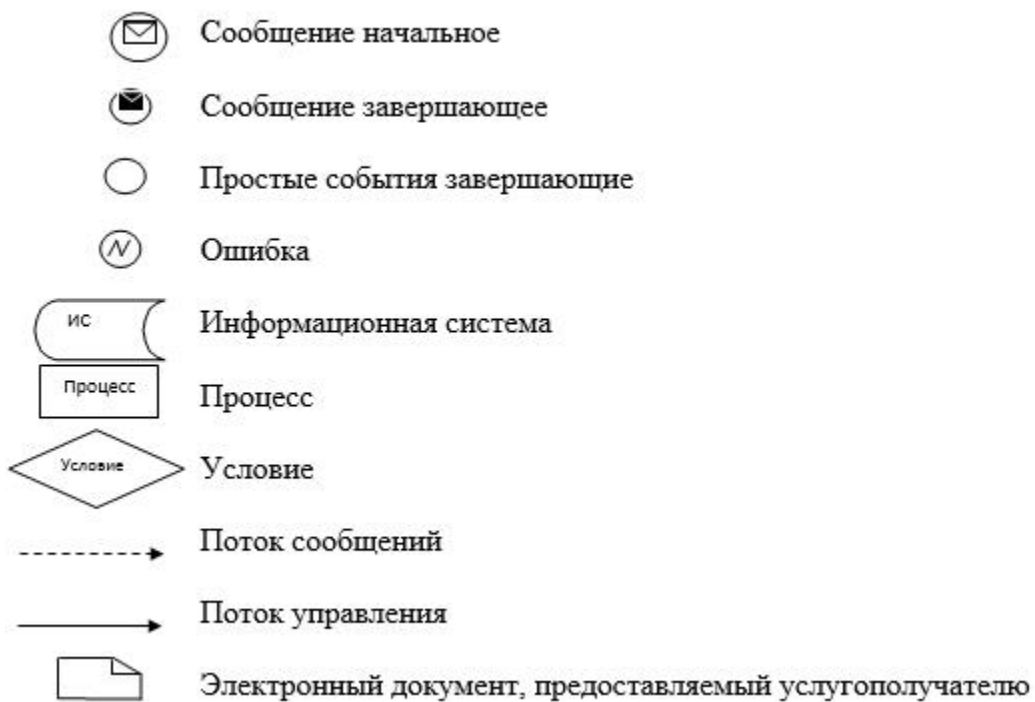 Сообщение начальное
Сообщение завершающее
Простые события завершающие
Ошибка
ИС Информационная система
Процесс Процесс
Условие Условие
Поток сообщений
Поток управления
Электронный документ, предоставляемый услугополучателю